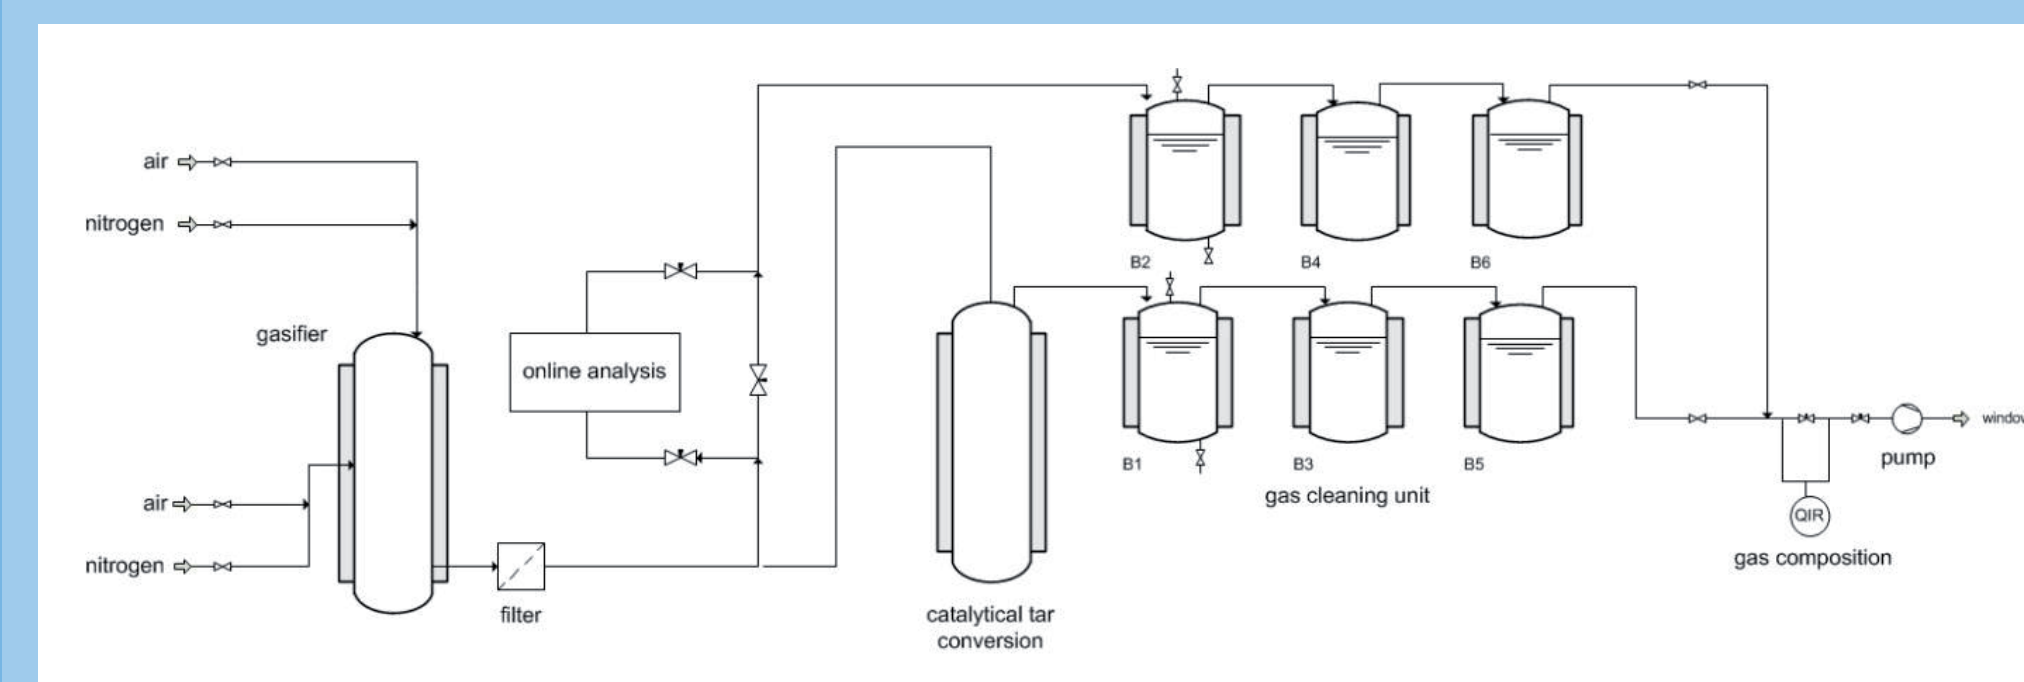 air
nitrogen
gasifier
air
nitrogen
filter
online analysis
catalytical tar
conversion
B2
B4
B6
B1
B3
B5
gas cleaning unit
window
pump
QIR
gas composition